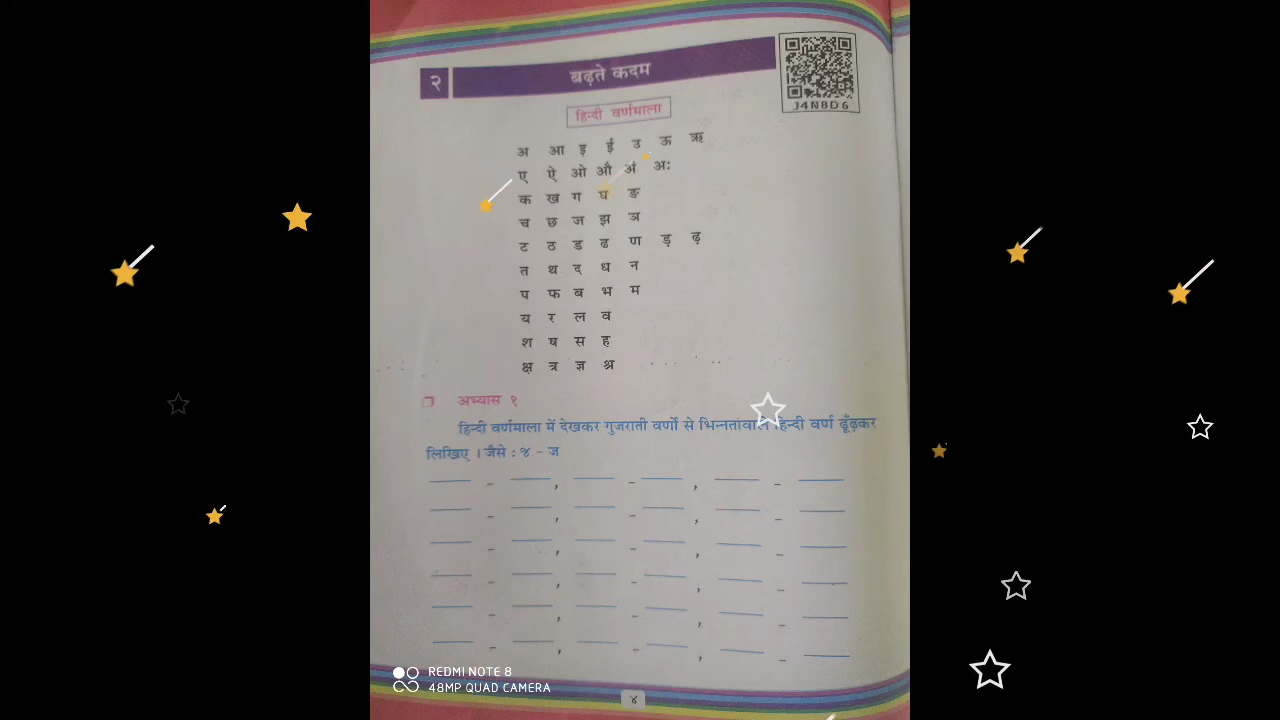 २ बढ़ते कदम
J4N8D6
हिन्दी वर्णमाला
अ आ इ ई उ ऊ ऋ
ए ऐ ओ औ अं अः
क ख ग घ ङ
च छ ज झ ञ
ट ठ ड ढ ण ड़ ढ़
त थ द ध न
प फ ब भ म
य र ल व
श ष स ह
क्ष त्र ज्ञ श्र
अभ्यास १
हिन्दी वर्णमाला में देखकर गुजराती वर्णो से भिन्नतावाले हिन्दी वर्ण ढूँढ़कर
लिखिए । जैसे : જ - ज
REDMI NOTE 8
48MP QUAD CAMERA
४